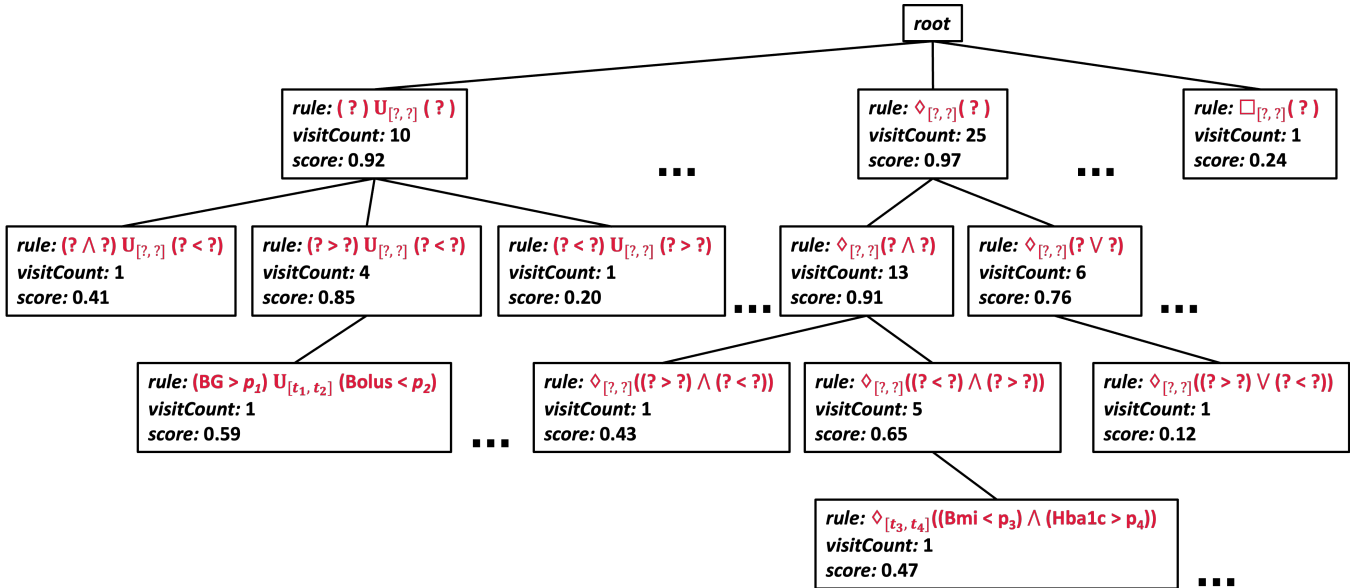 root
rule: ( ? ) U[?, ?] ( ? )
visitCount: 10
score: 0.92
...
rule: ◇[?, ?]( ? )
visitCount: 25
score: 0.97
...
rule: □[?, ?]( ? )
visitCount: 1
score: 0.24
rule: (? ∧ ?) U[?, ?] (? < ?)
visitCount: 1
score: 0.41
rule: (? > ?) U[?, ?] (? < ?)
visitCount: 4
score: 0.85
rule: (? < ?) U[?, ?] (? > ?)
visitCount: 1
score: 0.20
...
rule: ◇[?, ?](? ∧ ?)
visitCount: 13
score: 0.91
rule: ◇[?, ?](? ∨ ?)
visitCount: 6
score: 0.76
...
rule: (BG > p1) U[t1, t2] (Bolus < p2)
visitCount: 1
score: 0.59
...
rule: ◇[?, ?]((? > ?) ∧ (? < ?))
visitCount: 1
score: 0.43
rule: ◇[?, ?]((? < ?) ∧ (? > ?))
visitCount: 5
score: 0.65
rule: ◇[?, ?]((? > ?) ∨ (? < ?))
visitCount: 1
score: 0.12
rule: ◇[t3, t4]((Bmi < p3) ∧ (Hba1c > p4))
visitCount: 1
score: 0.47
...